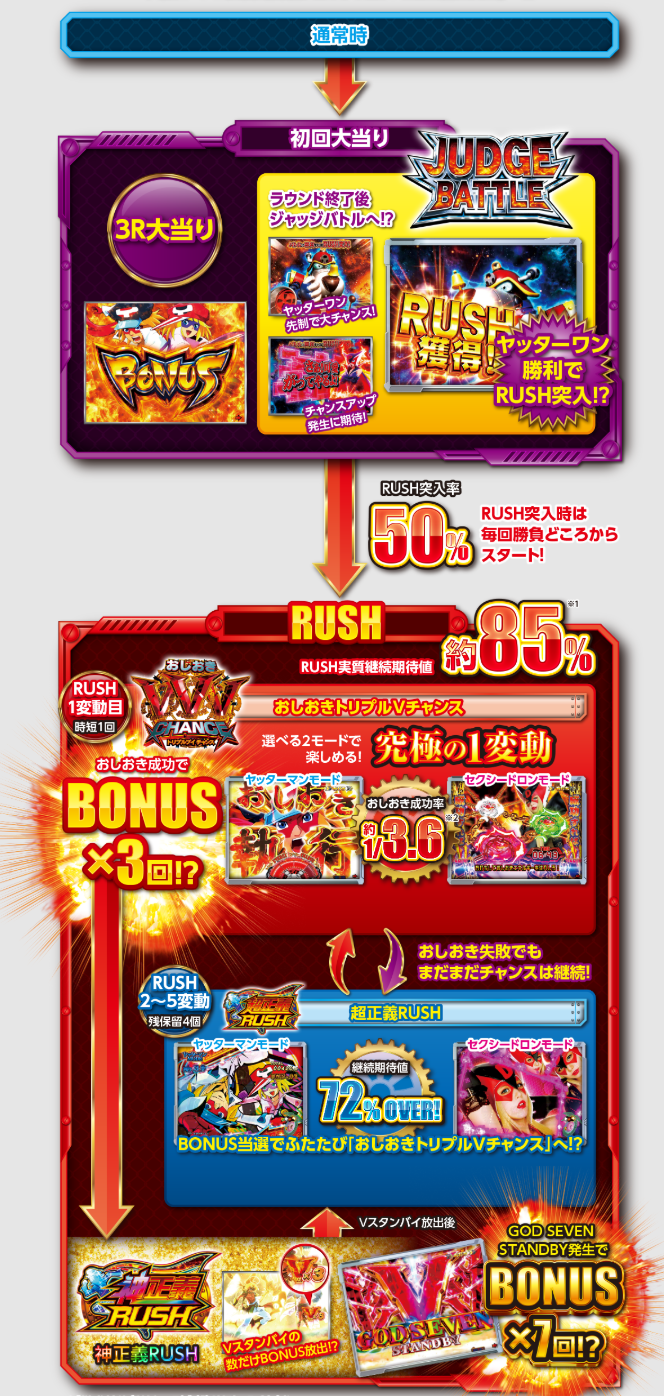 通常時
初回大当り
JUDGE
BATTLE
3R大当り
BONUS
ラウンド終了後
ジャッジバトルへ!?
ヤッターワン
先制で大チャンス!
チャンスアップ
発生に期待!
RUSH
獲得!
ヤッターワン
勝利で
RUSH突入!?
RUSH突入率
50%
RUSH突入時は
毎回勝負どころから
スタート!
RUSH
RUSH実質継続期待値
約85%
※1
RUSH
1変動目
時短1回
おしおき
VVV
CHANCE
トリプルブイチャンス
おしおきトリプルVチャンス
選べる2モードで
楽しめる!
究極の1変動
おしおき成功で
BONUS
×3回!?
ヤッターマンモード
おしおき
執行
おしおき成功率
約1/3.6
※2
セクシードロンモード
おしおき失敗でも
まだまだチャンスは継続!
RUSH
2～5変動
残保留4個
超正義
RUSH
超正義RUSH
ヤッターマンモード
継続期待値
72%OVER!
セクシードロンモード
BONUS当選でふたたび「おしおきトリプルVチャンス」へ!?
Vスタンバイ放出後
神正義
RUSH
神正義RUSH
Vスタンバイの
数だけBONUS放出!?
V
GOD SEVEN
STANDBY
GOD SEVEN
STANDBY発生で
BONUS
×7回!?